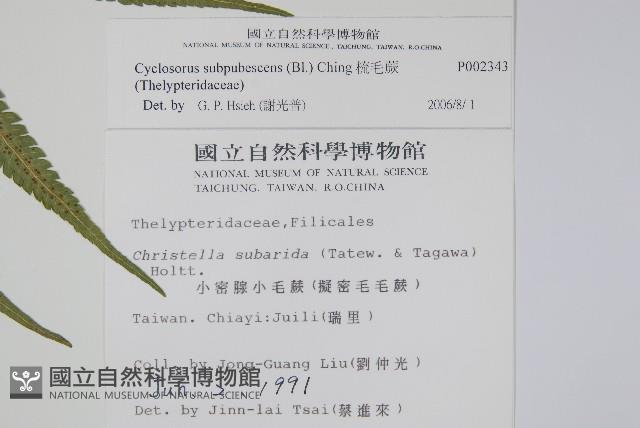 國立自然科學博物館
NATIONAL MUSEUM OF NATURAL SCIENCE, TAICHUNG, TAIWAN, R.O.CHINA
Cyclosorus subpubescens (Bl.) Ching 梳毛蕨 P002343
(Thelypteridaceae)
Det. by G. P. Hsieh (謝光普) 2006/8/1
國立自然科學博物館
NATIONAL MUSEUM OF NATURAL SCIENCE
TAICHUNG, TAIWAN, R.O.CHINA
Thelypteridaceae,Filicales
Christella subarida (Tatew. & Tagawa)
Holtt.
小密腺小毛蕨(擬密毛毛蕨)
Taiwan. Chiayi:Juili(瑞里)
Coll. by Jong-Guang Liu(劉仲光)
Jun. 3. 1991
Det. by Jinn-lai Tsai(蔡進來)
國立自然科學博物館
NATIONAL MUSEUM OF NATURAL SCIENCE